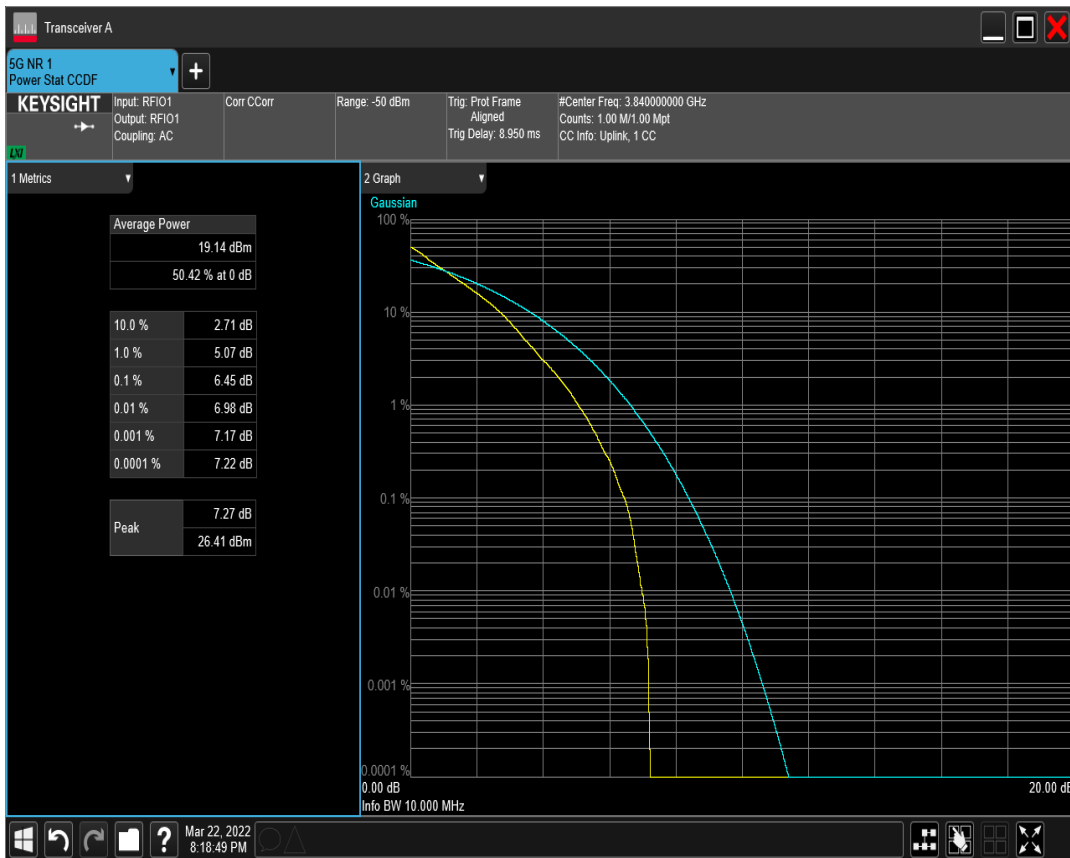 Transceiver A
5G NR 1
Power Stat CCDF
+
KEYSIGHT
LXI
Input: RFIO1
Output: RFIO1
Coupling: AC
Corr CCorr
Range: -50 dBm
Trig: Prot Frame
Aligned
Trig Delay: 8.950 ms
#Center Freq: 3.840000000 GHz
Counts: 1.00 M/1.00 Mpt
CC Info: Uplink, 1 CC
1 Metrics
Average Power
19.14 dBm
50.42 % at 0 dB
10.0 % 2.71 dB
1.0 % 5.07 dB
0.1 % 6.45 dB
0.01 % 6.98 dB
0.001 % 7.17 dB
0.0001 % 7.22 dB
Peak
7.27 dB
26.41 dBm
2 Graph
Gaussian
100 %
10 %
1 %
0.1 %
0.01 %
0.001 %
0.0001 %
0.00 dB 20.00 dB
Info BW 10.000 MHz
?
Mar 22, 2022
8:18:49 PM